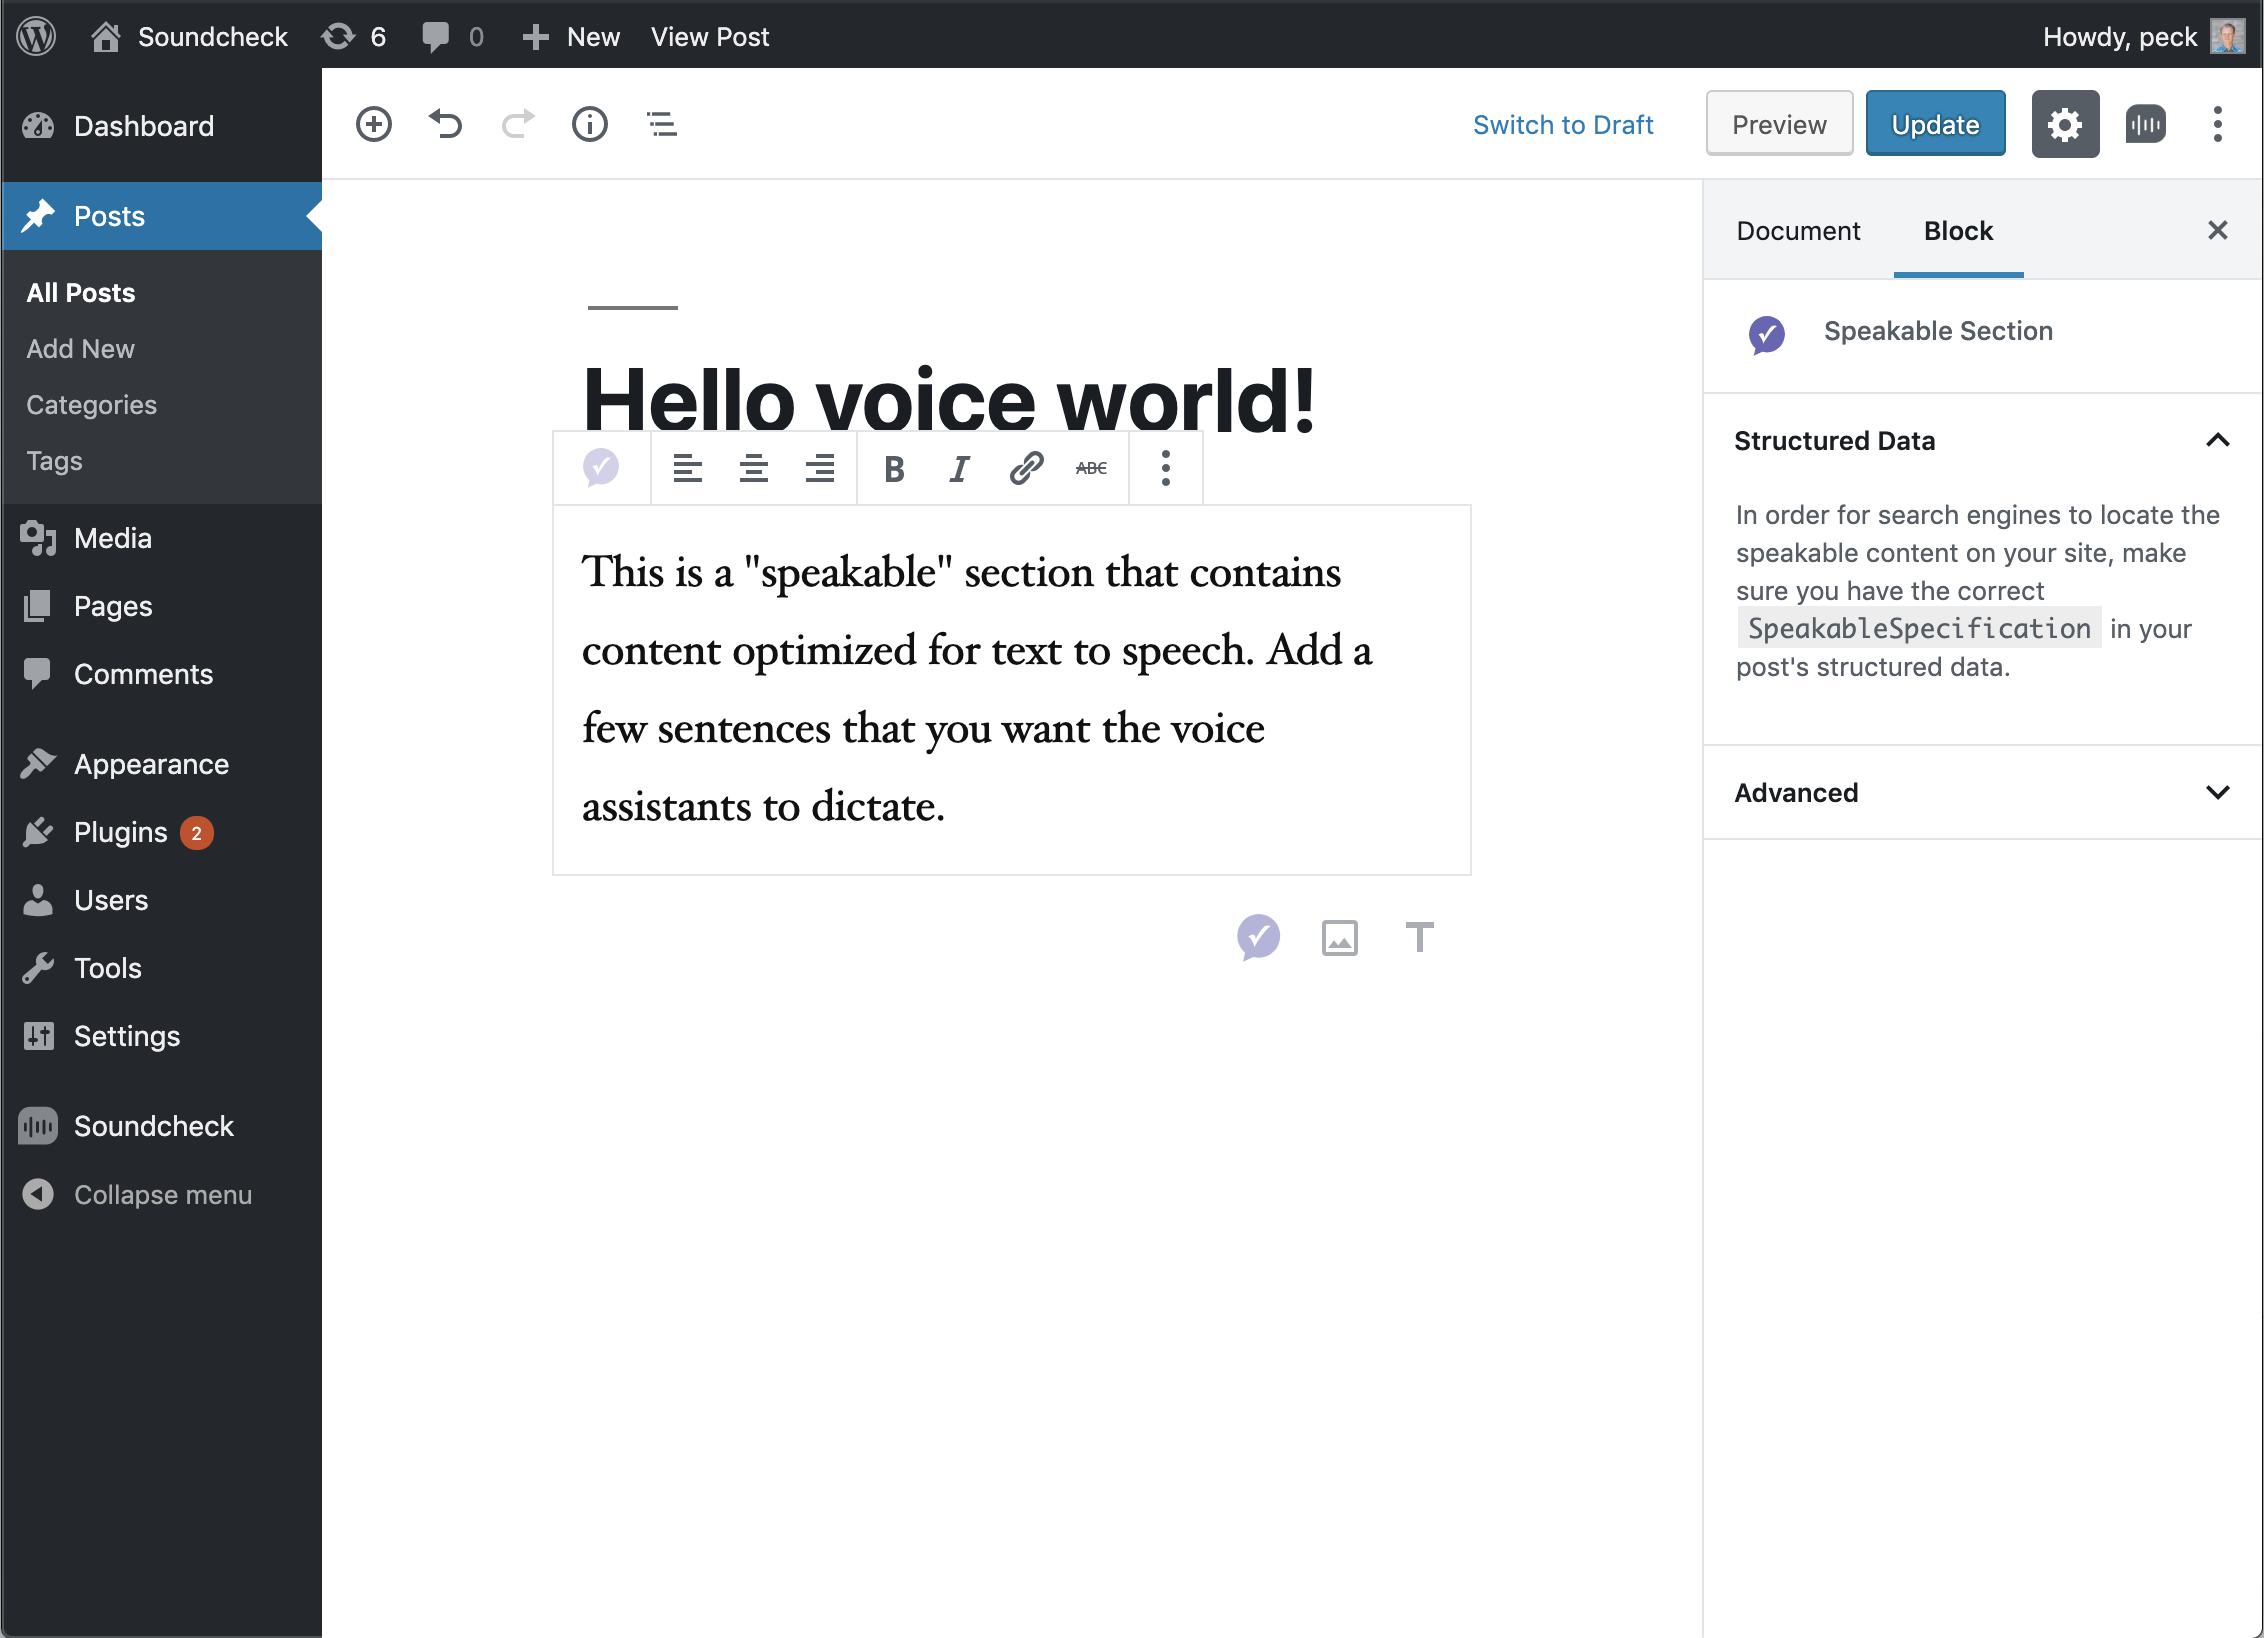 Soundcheck 6 0 New View Post Howdy, peck
Dashboard
Posts
All Posts
Add New
Categories
Tags
Media
Pages
Comments
Appearance
Plugins 2
Users
Tools
Settings
Soundcheck
Collapse menu
Switch to Draft Preview Update
Hello voice world!
B I ABC
This is a "speakable" section that contains
content optimized for text to speech. Add a
few sentences that you want the voice
assistants to dictate.
T
Document Block
Speakable Section
Structured Data
In order for search engines to locate the
speakable content on your site, make
sure you have the correct
SpeakableSpecification in your
post's structured data.
Advanced